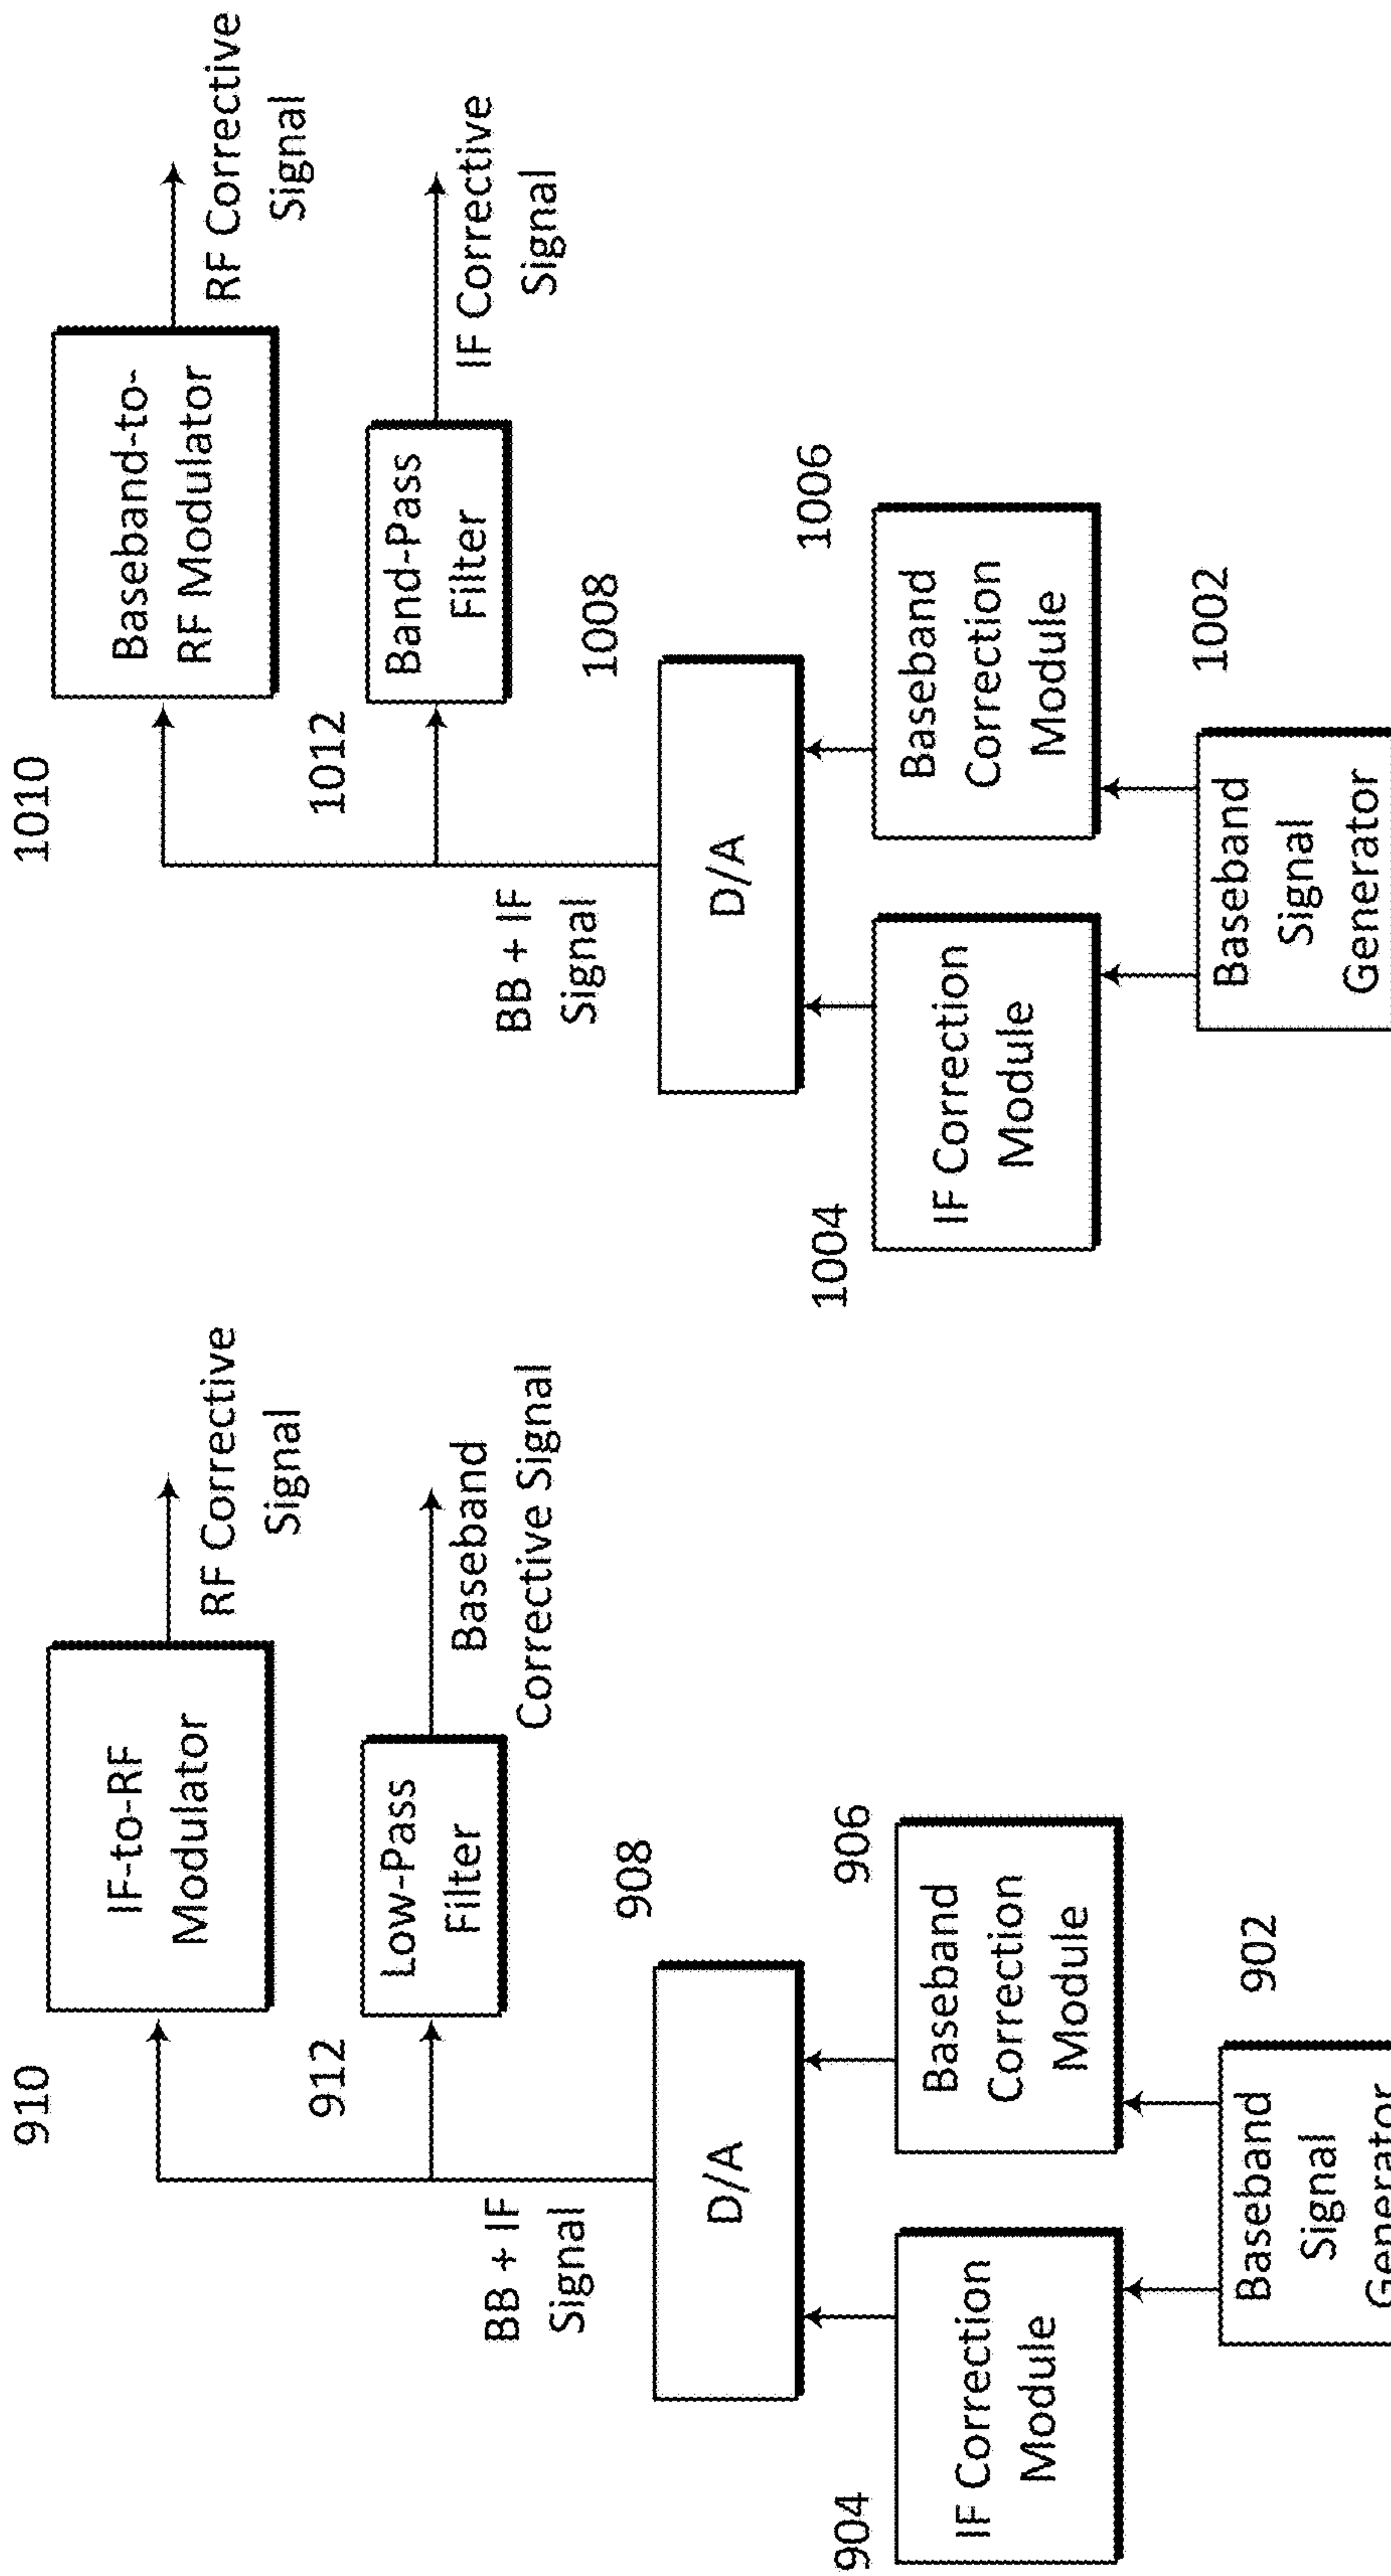 910
IF-to-RF
Modulator
RF Corrective
Signal
912
Low-Pass
Filter
Baseband
Corrective Signal
BB + IF
Signal
908
D/A
904
IF Correction
Module
906
Baseband
Correction
Module
902
Baseband
Signal
Generator
1010
Baseband-to-
RF Modulator
RF Corrective
Signal
1012
Band-Pass
Filter
IF Corrective
Signal
BB + IF
Signal
1008
D/A
1004
IF Correction
Module
1006
Baseband
Correction
Module
1002
Baseband
Signal
Generator